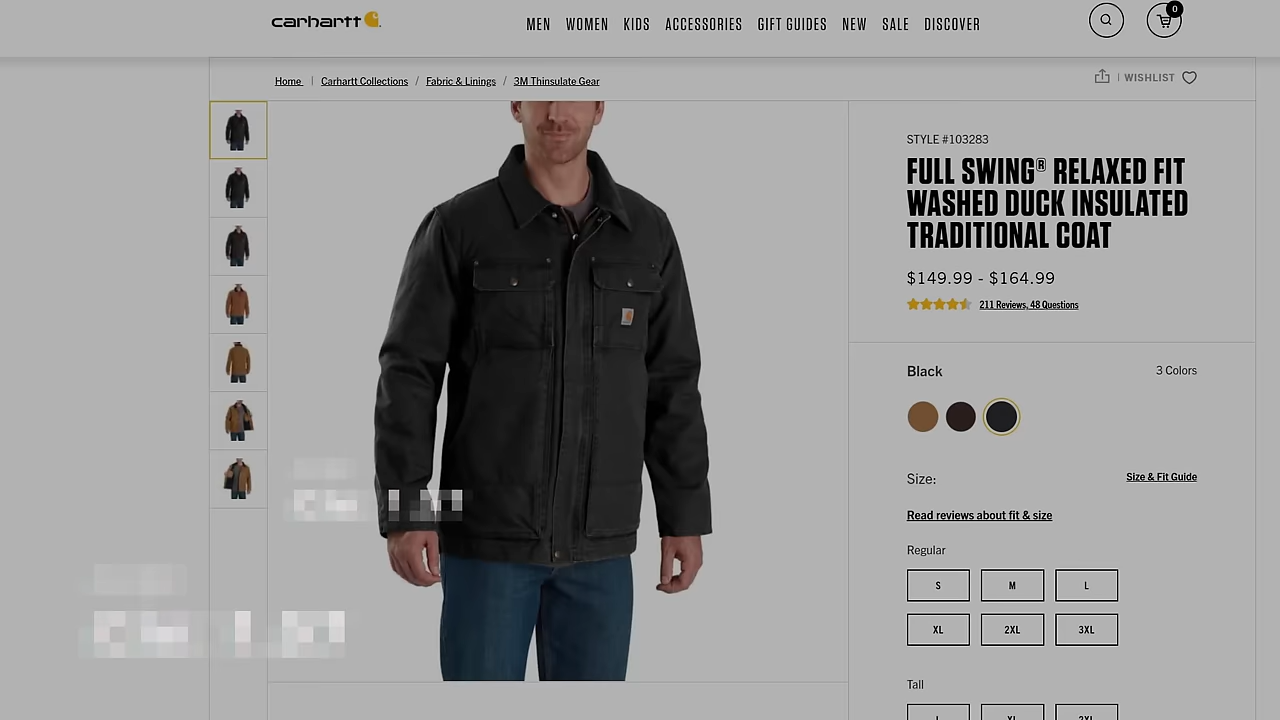 carhartt
MEN WOMEN KIDS ACCESSORIES GIFT GUIDES NEW SALE DISCOVER
0
Home | Carhartt Collections / Fabric & Linings / 3M Thinsulate Gear
| WISHLIST
STYLE #103283
FULL SWING® RELAXED FIT
WASHED DUCK INSULATED
TRADITIONAL COAT
$149.99 - $164.99
211 Reviews, 48 Questions
Black
3 Colors
Size:
Size & Fit Guide
Read reviews about fit & size
Regular
S M L
XL 2XL 3XL
Tall
L XL 2XL